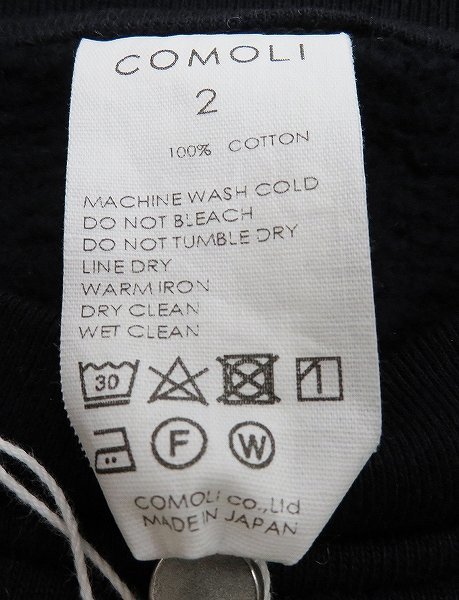 COMOLI
2
100% COTTON
MACHINE WASH COLD
DO NOT BLEACH
DO NOT TUMBLE DRY
LINE DRY
WARM IRON
DRY CLEAN
WET CLEAN
30
F W
COMOLI CO.,Ltd
MADE IN JAPAN